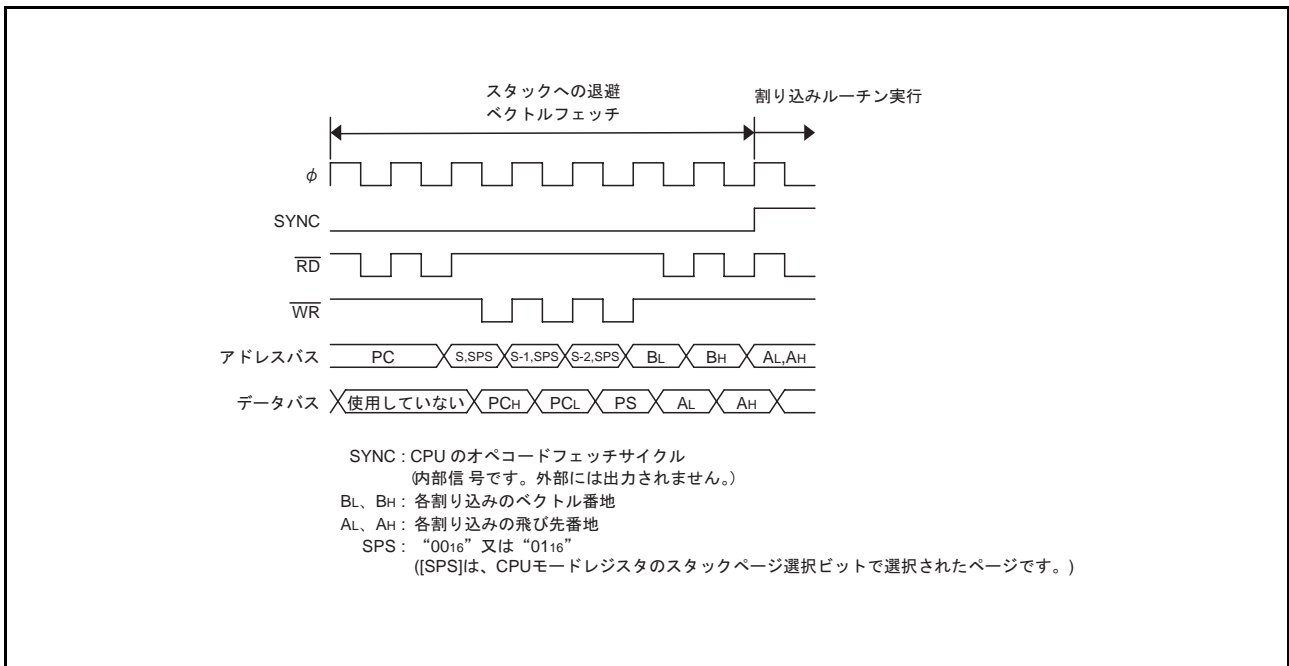 スタックへの退避
ベクトルフェッチ
割り込みルーチン実行
φ
SYNC
RD
WR
アドレスバス PC S,SPS S-1,SPS S-2,SPS BL BH AL,AH
データバス 使用していない PCH PCL PS AL AH
SYNC : CPU のオペコードフェッチサイクル
(内部信 号です。外部には出力されません。)
BL、BH : 各割り込みのベクトル番地
AL、AH : 各割り込みの飛び先番地
SPS : “0016”又は“0116”
([SPS]は、CPUモードレジスタのスタックページ選択ビットで選択されたページです。)